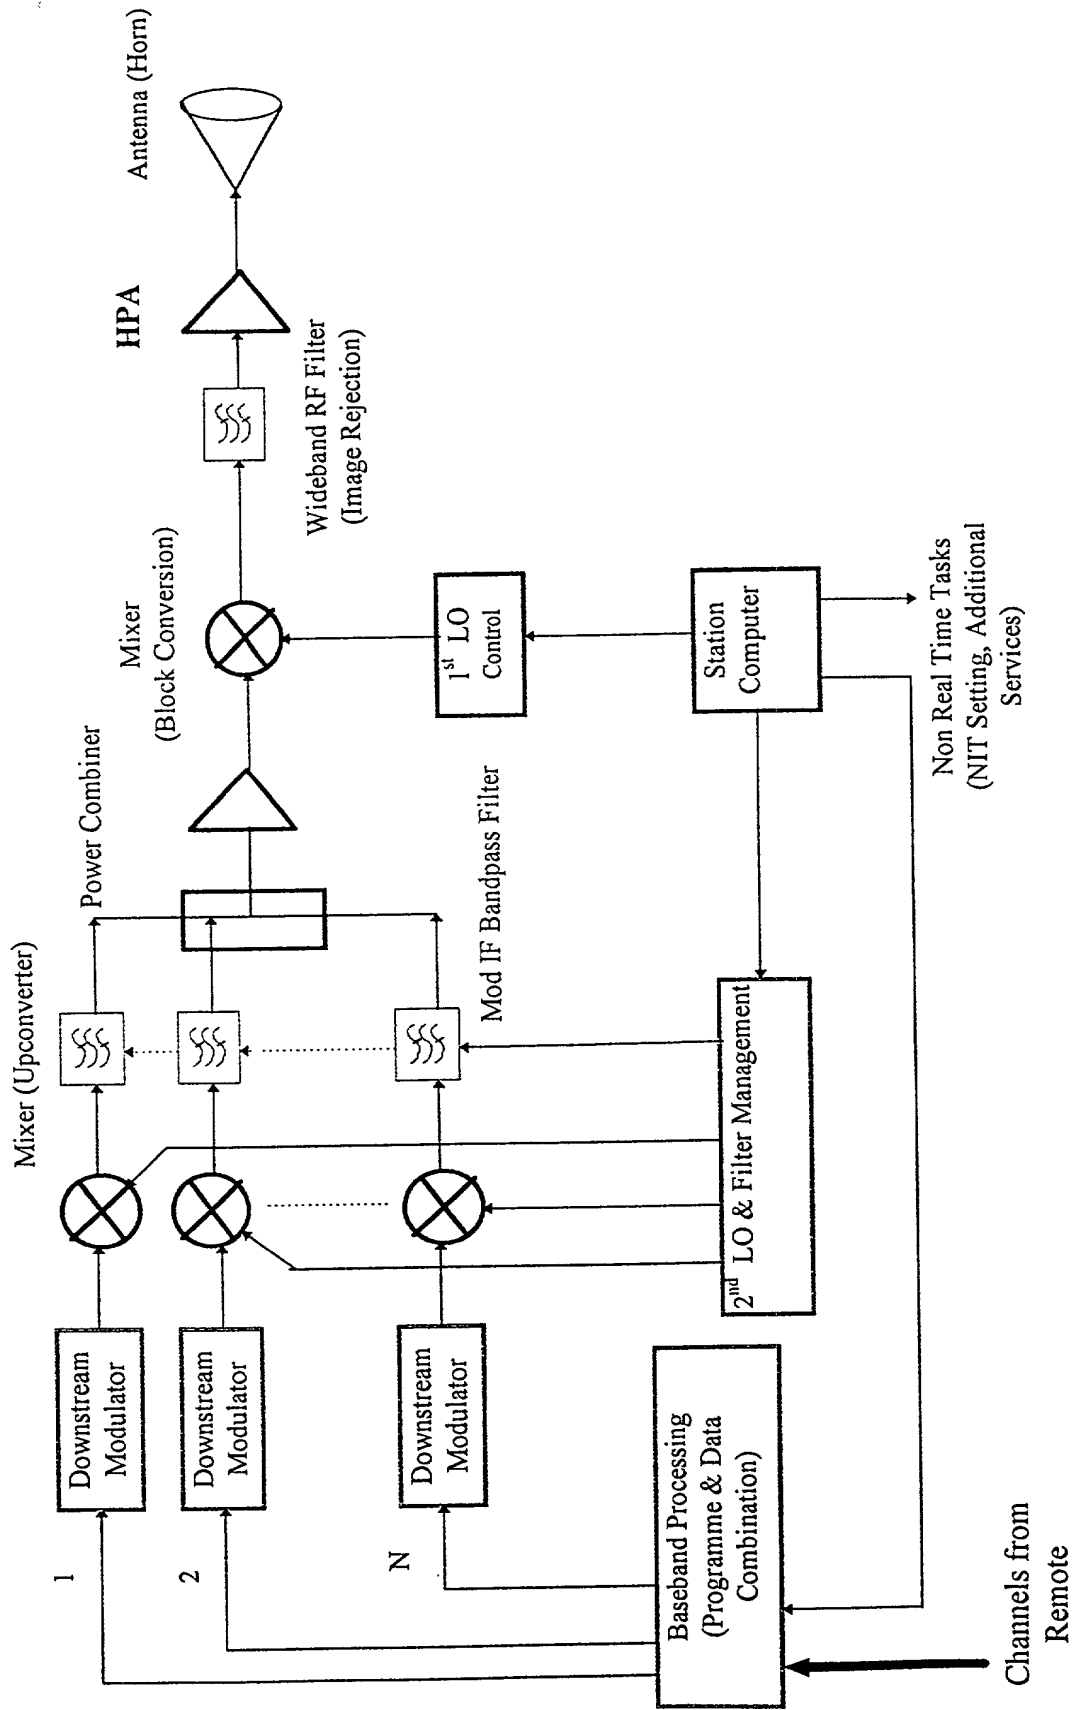 Mixer (Upconverter)
Power Combiner
Mixer
(Block Conversion)
HPA
Antenna (Horn)
1
Downstream
Modulator
2
Downstream
Modulator
N
Downstream
Modulator
Mod IF Bandpass Filter
Wideband RF Filter
(Image Rejection)
1st LO
Control
Station
Computer
2nd LO & Filter Management
Baseband Processing
(Programme & Data
Combination)
Non Real Time Tasks
(NIT Setting, Additional
Services)
Channels from
Remote